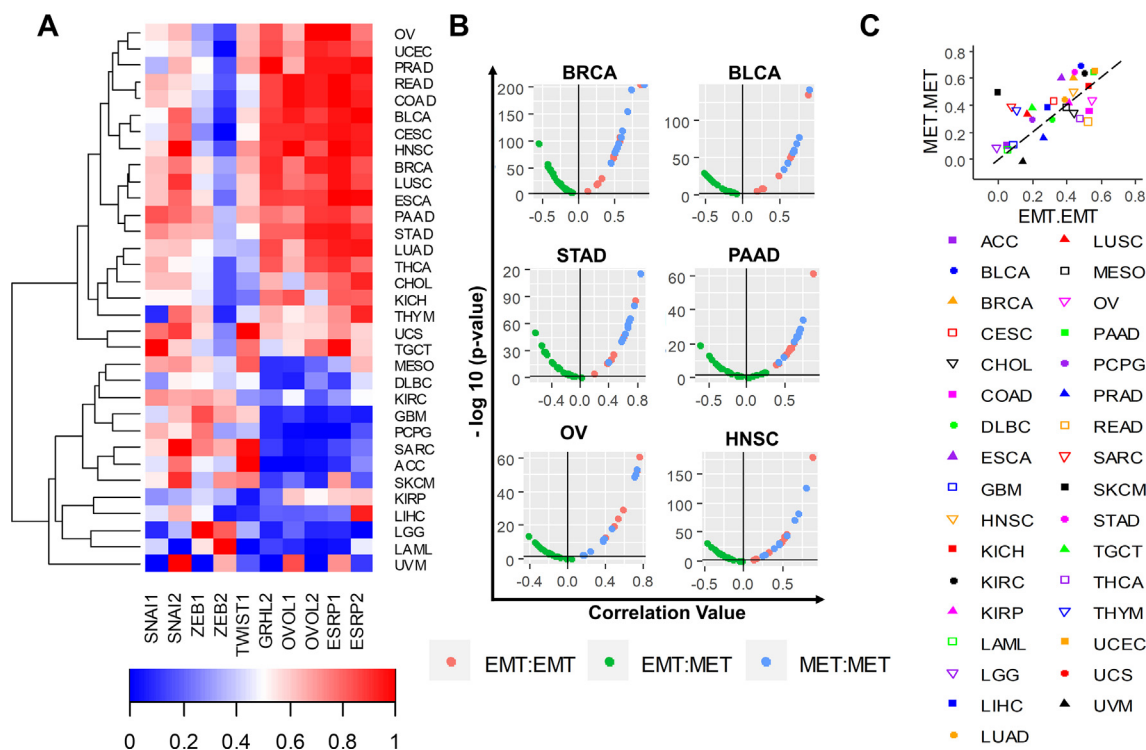 A
OV
UCEC
PRAD
READ
COAD
BLCA
CESC
HNSC
BRCA
LUSC
ESCA
PAAD
STAD
LUAD
THCA
CHOL
KICH
THYM
UCS
TGCT
MESO
DLBC
KIRC
GBM
PCPG
SARC
ACC
SKCM
KIRP
LIHC
LGG
LAML
UVM
SNAI1
SNAI2
ZEB1
ZEB2
TWIST1
GRHL2
OVOL1
OVOL2
ESRP1
ESRP2
0 0.2 0.4 0.6 0.8 1
B
- log 10 (p-value)
BRCA
200
150
100
50
0
-0.5 0.0 0.5
BLCA
100
50
0
-0.5 0.0 0.5
STAD
20
90
60
30
0
-0.4 0.0 0.4 0.8
PAAD
60
40
20
0
-0.5 0.0 0.5
OV
60
40
20
0
-0.4 0.0 0.4 0.8
HNSC
150
100
50
0
-0.5 0.0 0.5
Correlation Value
EMT:EMT EMT:MET MET:MET
C
MET.MET
0.8
0.6
0.4
0.2
0.0
0.0 0.2 0.4 0.6 0.8
EMT.EMT
ACC
BLCA
BRCA
CESC
CHOL
COAD
DLBC
ESCA
GBM
HNSC
KICH
KIRC
KIRP
LAML
LGG
LIHC
LUAD
LUSC
MESO
OV
PAAD
PCPG
PRAD
READ
SARC
SKCM
STAD
TGCT
THCA
THYM
UCEC
UCS
UVM